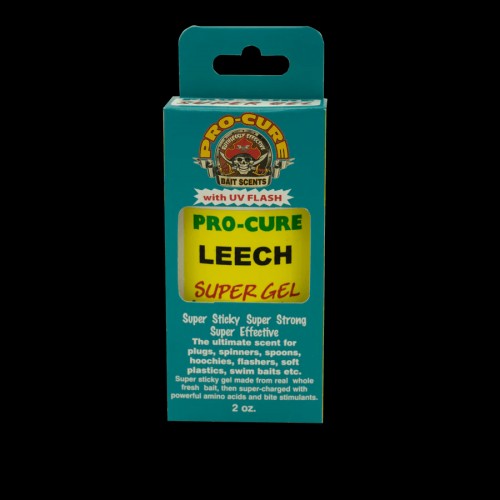 SUPER GEL
PRO-CURE
BAIT SCENTS
with UV FLASH
PRO-CURE
LEECH
SUPER GEL
Super Sticky Super Strong
Super Effective
The ultimate scent for
plugs, spinners, spoons,
hoochies, flashers, soft
plastics, swim baits etc.
Super sticky gel made from real whole
fresh bait, then super-charged with
powerful amino acids and bite stimulants.
2 oz.